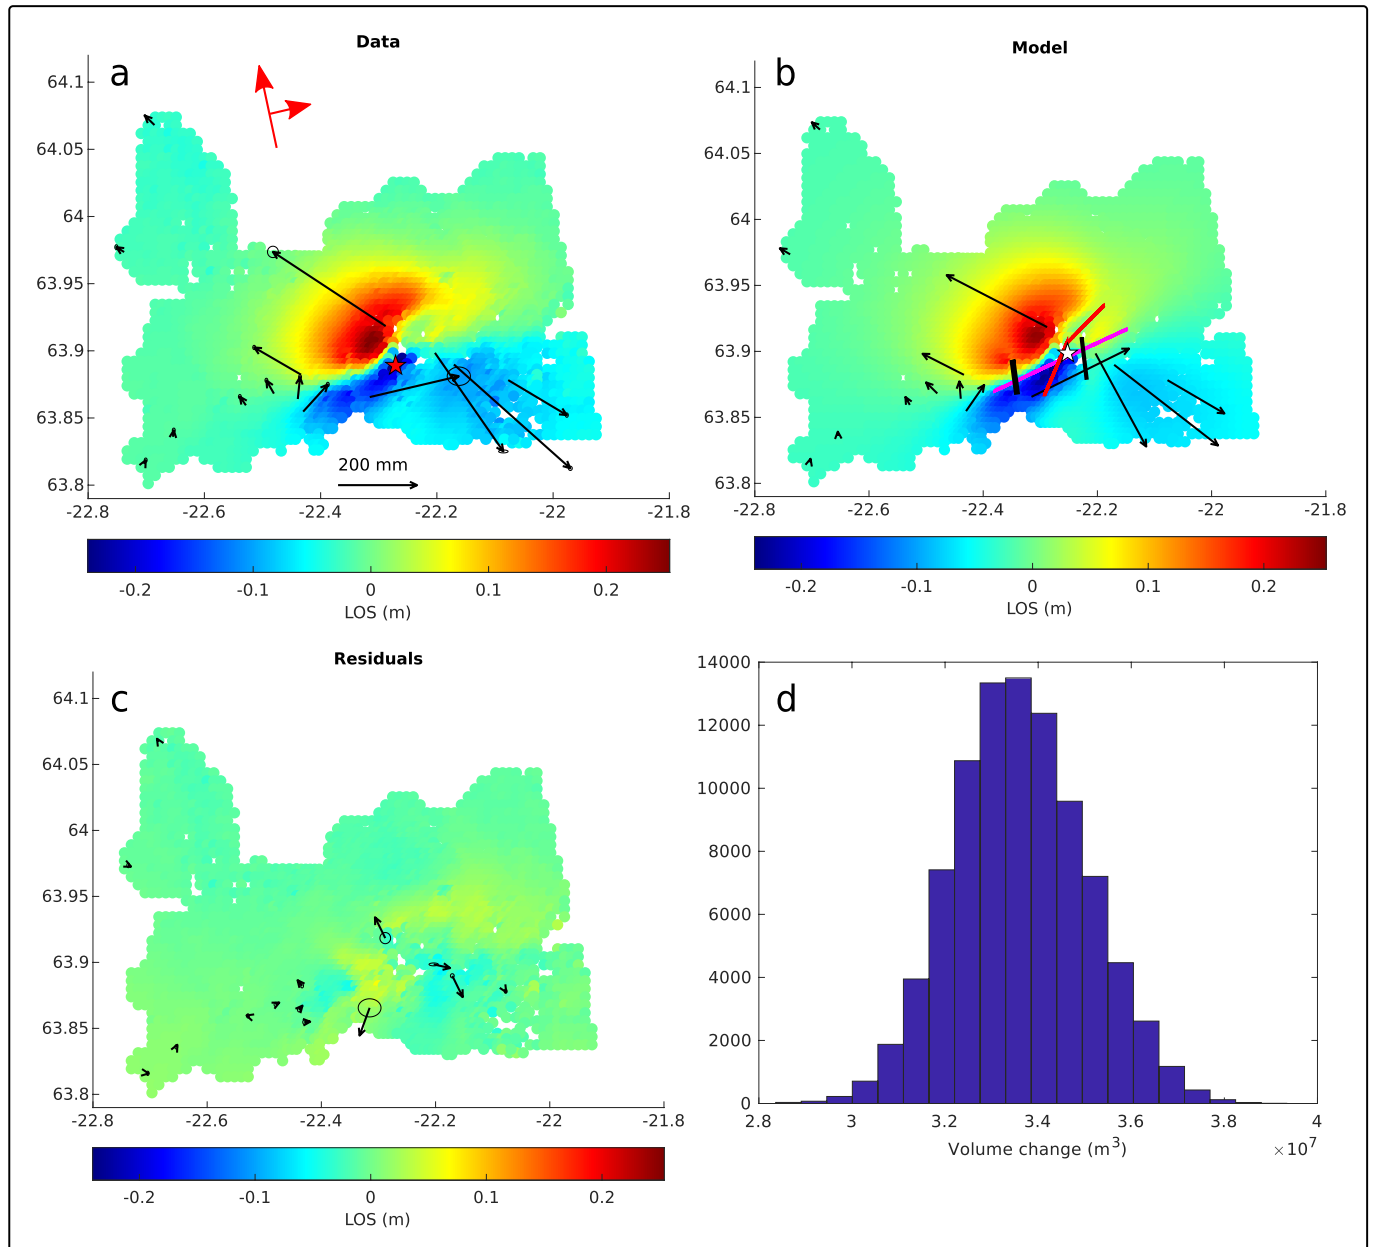 Data
a
64.1
64.05
64
63.95
63.9
63.85
63.8
200 mm
-22.8 -22.6 -22.4 -22.2 -22 -21.8
-0.2 -0.1 0 0.1 0.2
LOS (m)
Model
b
64.1
64.05
64
63.95
63.9
63.85
63.8
-22.8 -22.6 -22.4 -22.2 -22 -21.8
-0.2 -0.1 0 0.1 0.2
LOS (m)
Residuals
c
64.1
64.05
64
63.95
63.9
63.85
63.8
-22.8 -22.6 -22.4 -22.2 -22 -21.8
-0.2 -0.1 0 0.1 0.2
LOS (m)
d
14000
12000
10000
8000
6000
4000
2000
0
2.8 3 3.2 3.4 3.6 3.8 4
Volume change (m³) ×10⁷